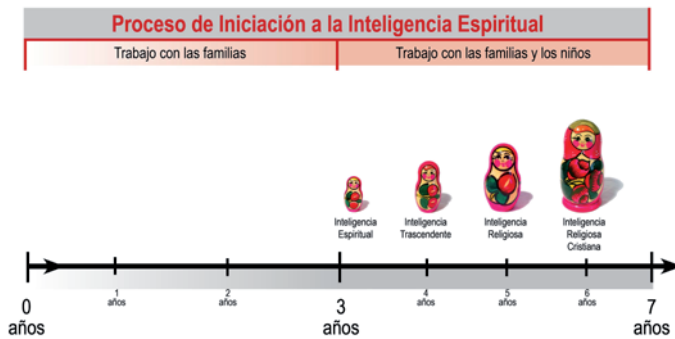 Proceso de Iniciación a la Inteligencia Espiritual
Trabajo con las familias
Trabajo con las familias y los niños
Inteligencia
Espiritual
Inteligencia
Trascendente
Inteligencia
Religiosa
Inteligencia
Religiosa
Cristiana
0
años
1
años
2
años
3
años
4
años
5
años
6
años
7
años